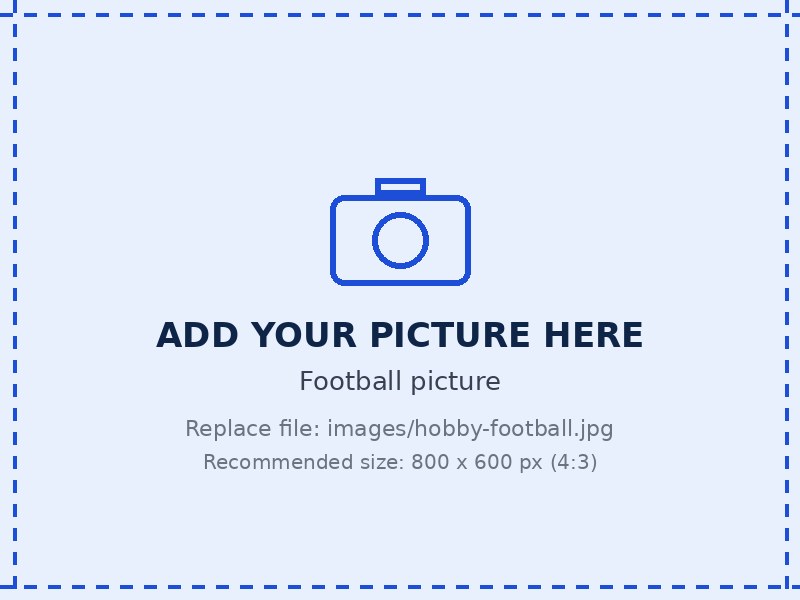 ADD YOUR PICTURE HERE
Football picture
Replace file: images/hobby-football.jpg
Recommended size: 800 x 600 px (4:3)